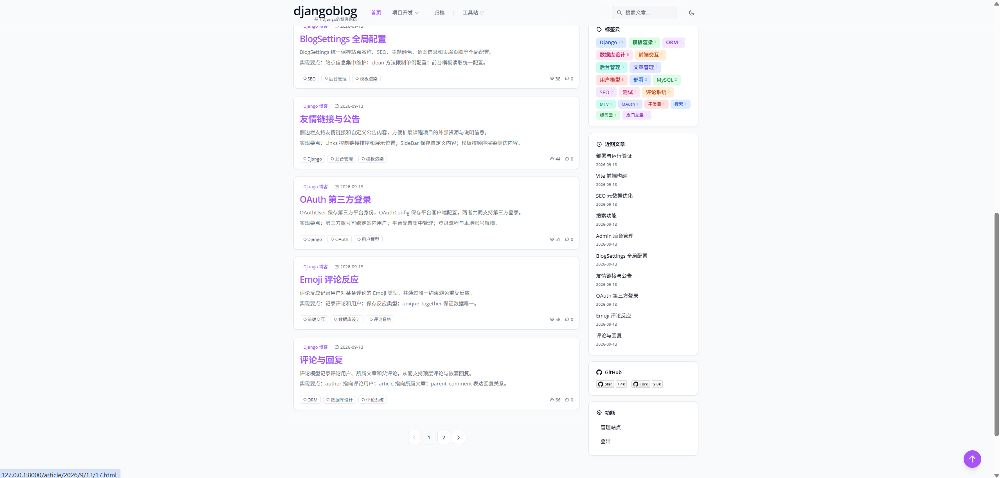 djangoblog
基于Django的博客系统
首页
项目开发
归档
工具站
搜索文章...
Django 博客 2026-09-13
BlogSettings 全局配置
BlogSettings 统一保存站点名称、SEO、主题颜色、备案信息和页眉页脚等全局配置。
实现要点：站点信息集中维护；clean 方法限制单例配置；前台模板读取统一配置。
SEO 后台管理 模板渲染 38 0
Django 博客 2026-09-13
友情链接与公告
侧边栏支持友情链接和自定义公告内容，方便扩展课程项目的外部资源与说明信息。
实现要点：Links 控制链接排序和展示位置；SideBar 保存自定义内容；模板按顺序渲染侧边内容。
Django 后台管理 模板渲染 44 0
Django 博客 2026-09-13
OAuth 第三方登录
OAuthUser 保存第三方平台身份，OAuthConfig 保存平台客户端配置，两者共同支持第三方登录。
实现要点：第三方账号可绑定站内用户；平台配置集中管理；登录流程与本地账号解耦。
Django OAuth 用户模型 51 0
Django 博客 2026-09-13
Emoji 评论反应
评论反应记录用户对某条评论的 Emoji 类型，并通过唯一约束避免重复反应。
实现要点：记录评论和用户；保存反应类型；unique_together 保证数据唯一。
前端交互 数据库设计 评论系统 58 0
Django 博客 2026-09-13
评论与回复
评论模型记录评论用户、所属文章和父评论，从而支持顶层评论与嵌套回复。
实现要点：author 指向评论用户；article 指向所属文章；parent_comment 表达回复关系。
ORM 数据库设计 评论系统 66 0
1 2
标签云
Django 10 模板渲染 7 ORM 5
数据库设计 5 前端交互 4
后台管理 3 文章管理 3
用户模型 3 部署 3 MySQL 2
SEO 2 测试 2 评论系统 2
MTV 1 OAuth 1 子类目 1 搜索 1
标签云 1 热门文章 1
近期文章
部署与运行验证
2026-09-13
Vite 前端构建
2026-09-13
SEO 元数据优化
2026-09-13
搜索功能
2026-09-13
Admin 后台管理
2026-09-13
BlogSettings 全局配置
2026-09-13
友情链接与公告
2026-09-13
OAuth 第三方登录
2026-09-13
Emoji 评论反应
2026-09-13
评论与回复
2026-09-13
GitHub
Star 7.4k Fork 2.8k
功能
管理站点
登出
127.0.0.1:8000/article/2026/9/13/17.html